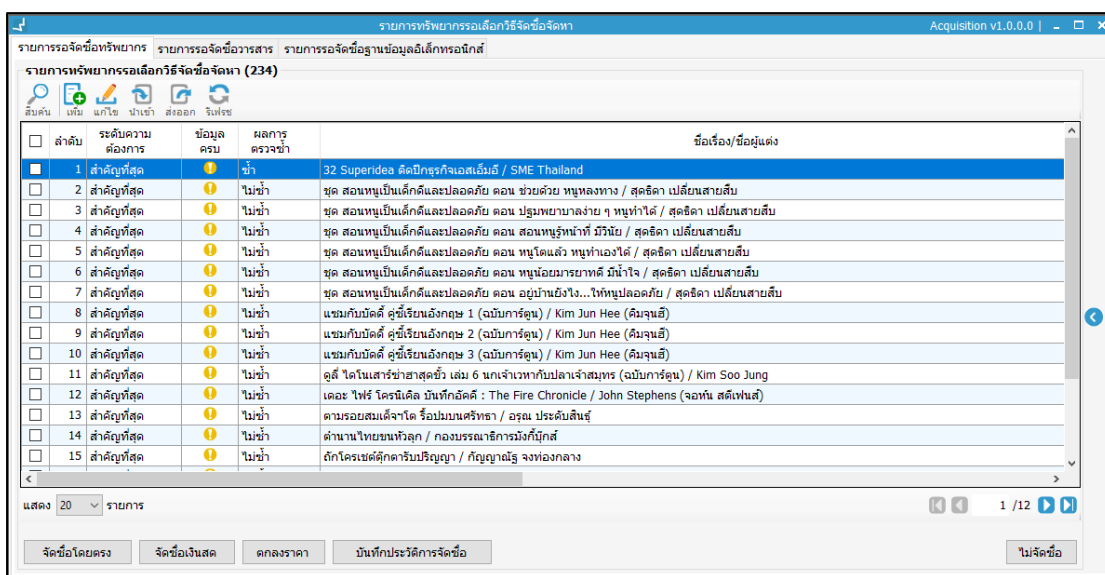 รายการทรัพยากรรอเลือกวิธีจัดซื้อจัดหา Acquisition v1.0.0.0 |
รายการรอจัดซื้อทรัพยากร รายการรอจัดซื้อวารสาร รายการรอจัดซื้อฐานข้อมูลอิเล็กทรอนิกส์
รายการทรัพยากรรอเลือกวิธีจัดซื้อจัดหา (234)
สืบค้น เพิ่ม แก้ไข นำเข้า ส่งออก รีเฟรช
ลำดับ ระดับความต้องการ ข้อมูลครบ ผลการตรวจซ้ำ ชื่อเรื่อง/ชื่อผู้แต่ง
1 สำคัญที่สุด ซ้ำ 32 Superidea ติดปีกธุรกิจเอสเอ็มอี / SME Thailand
2 สำคัญที่สุด ไม่ซ้ำ ชุด สอนหนูเป็นเด็กดีและปลอดภัย ตอน ช่วยด้วย หนูหลงทาง / สุดธิดา เปลี่ยนสายสืบ
3 สำคัญที่สุด ไม่ซ้ำ ชุด สอนหนูเป็นเด็กดีและปลอดภัย ตอน ปฐมพยาบาลง่าย ๆ หนูทำได้ / สุดธิดา เปลี่ยนสายสืบ
4 สำคัญที่สุด ไม่ซ้ำ ชุด สอนหนูเป็นเด็กดีและปลอดภัย ตอน สอนหนูรู้หน้าที่ มีวินัย / สุดธิดา เปลี่ยนสายสืบ
5 สำคัญที่สุด ไม่ซ้ำ ชุด สอนหนูเป็นเด็กดีและปลอดภัย ตอน หนูโตแล้ว หนูทำเองได้ / สุดธิดา เปลี่ยนสายสืบ
6 สำคัญที่สุด ไม่ซ้ำ ชุด สอนหนูเป็นเด็กดีและปลอดภัย ตอน หนูน้อยมารยาทดี มีน้ำใจ / สุดธิดา เปลี่ยนสายสืบ
7 สำคัญที่สุด ไม่ซ้ำ ชุด สอนหนูเป็นเด็กดีและปลอดภัย ตอน อยู่บ้านยังไง...ให้หนูปลอดภัย / สุดธิดา เปลี่ยนสายสืบ
8 สำคัญที่สุด ไม่ซ้ำ แซมกับบัดดี้ คู่ซี้เรียนอังกฤษ 1 (ฉบับการ์ตูน) / Kim Jun Hee (คิมจุนฮี)
9 สำคัญที่สุด ไม่ซ้ำ แซมกับบัดดี้ คู่ซี้เรียนอังกฤษ 2 (ฉบับการ์ตูน) / Kim Jun Hee (คิมจุนฮี)
10 สำคัญที่สุด ไม่ซ้ำ แซมกับบัดดี้ คู่ซี้เรียนอังกฤษ 3 (ฉบับการ์ตูน) / Kim Jun Hee (คิมจุนฮี)
11 สำคัญที่สุด ไม่ซ้ำ ดูลี่ ไดโนเสาร์ซ่าฮาสุดขั้ว เล่ม 6 นกเจ้าเวหากับปลาเจ้าสมุทร (ฉบับการ์ตูน) / Kim Soo Jung
12 สำคัญที่สุด ไม่ซ้ำ เดอะ ไฟร์ โครนิเคิล บันทึกอัคคี : The Fire Chronicle / John Stephens (จอห์น สตีเฟนส์)
13 สำคัญที่สุด ไม่ซ้ำ ตามรอยสมเด็จฯโต รื้อปมบนศรัทธา / อรุณ ประดับสินธุ์
14 สำคัญที่สุด ไม่ซ้ำ ตำนานไทยขนหัวลุก / กองบรรณาธิการมังกี้บุ๊กส์
15 สำคัญที่สุด ไม่ซ้ำ ถักโครเชต์ตุ๊กตารับปริญญา / กัญญาณัฐ จงท่องกลาง
แสดง 20 รายการ 1 /12
จัดซื้อโดยตรง จัดซื้อเงินสด ตกลงราคา บันทึกประวัติการจัดซื้อ ไม่จัดซื้อ